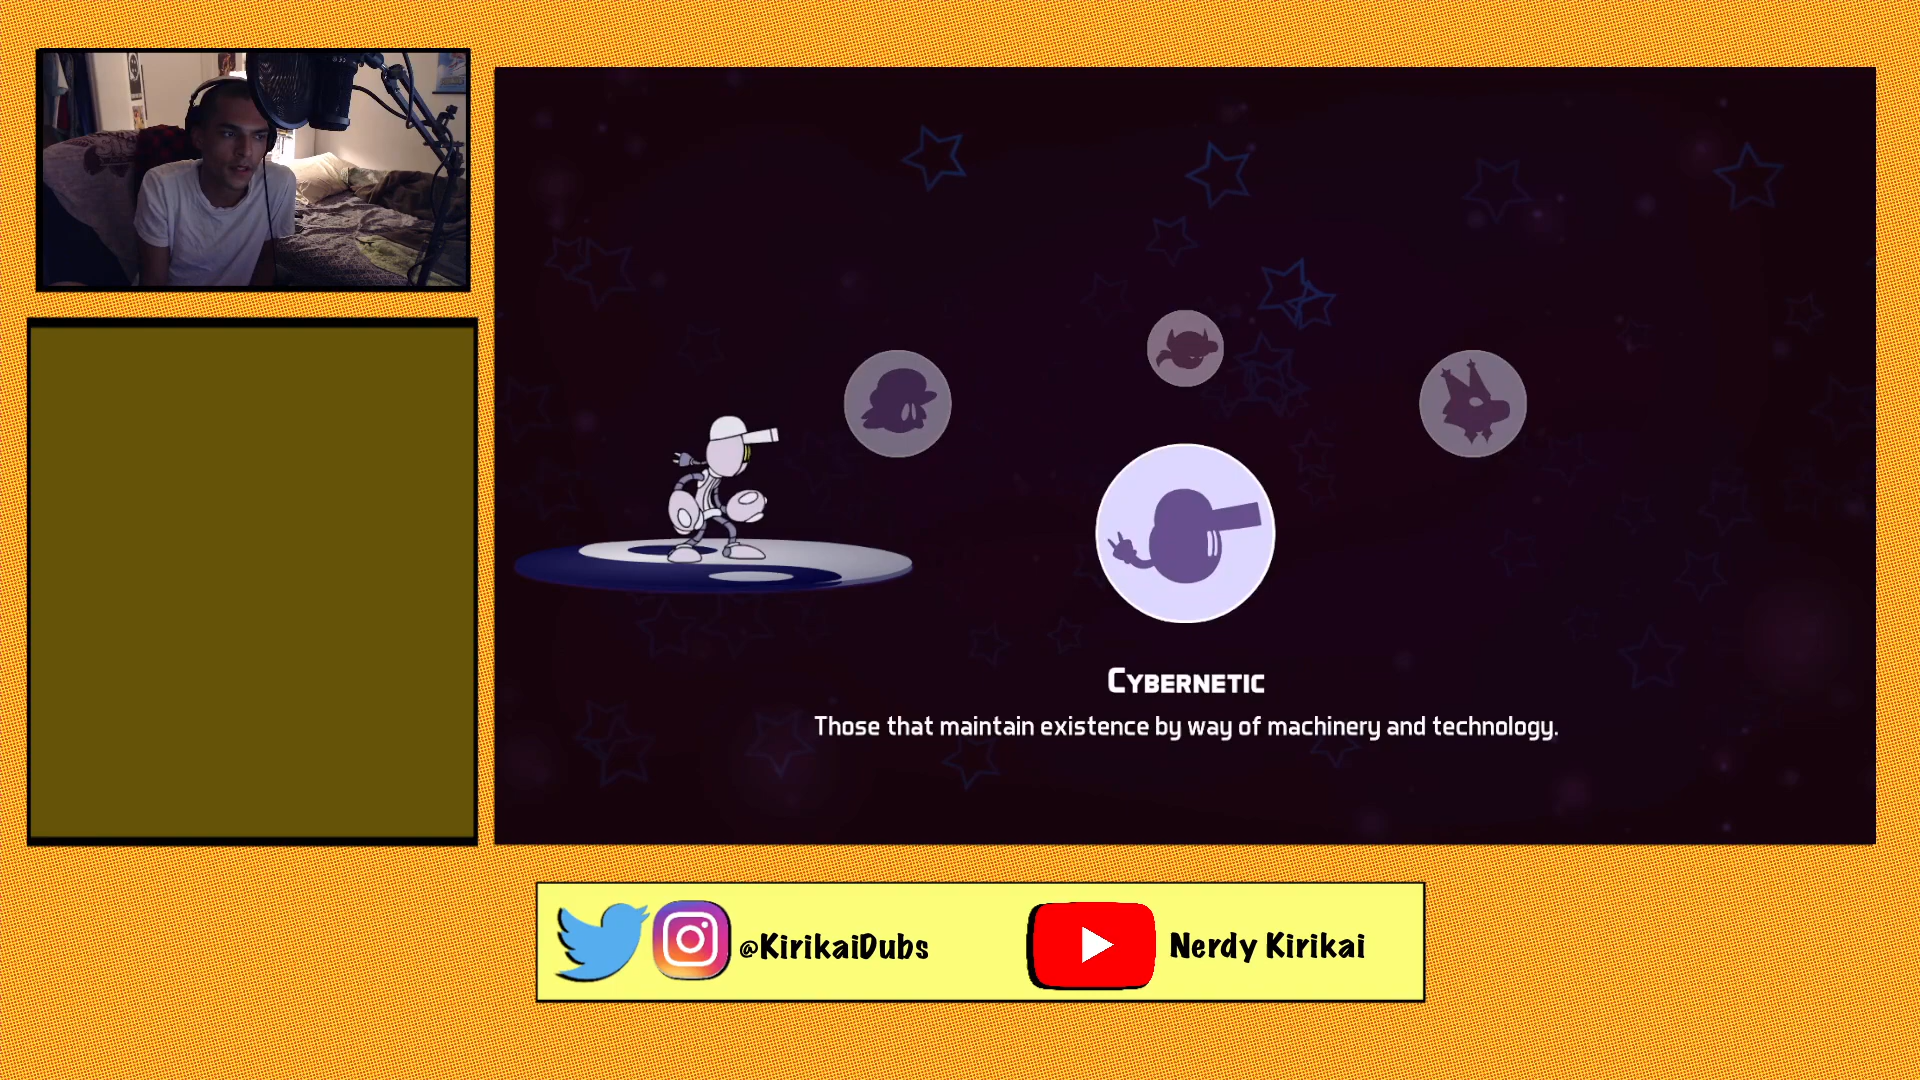 Cybernetic
Those that maintain existence by way of machinery and technology.
@KirikaiDubs
Nerdy Kirikai